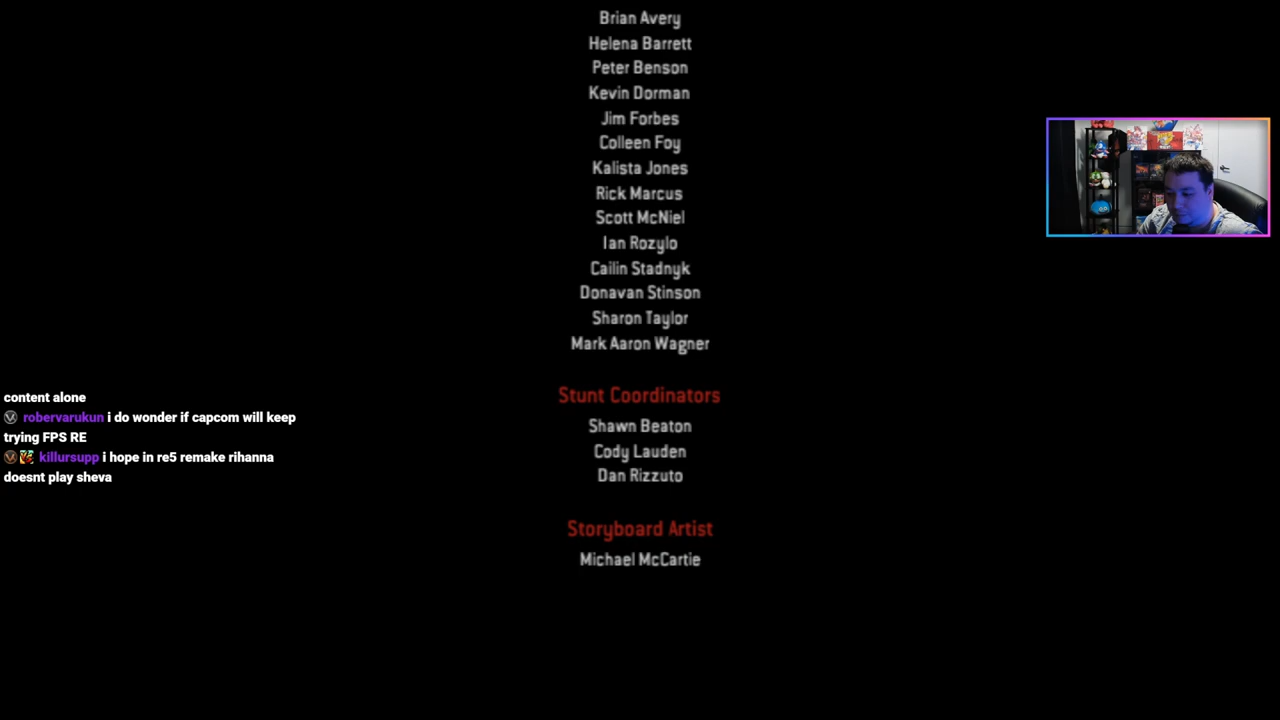 Brian Avery
Helena Barrett
Peter Benson
Kevin Dorman
Jim Forbes
Colleen Foy
Kalista Jones
Rick Marcus
Scott McNiel
Ian Rozylo
Cailin Stadnyk
Donavan Stinson
Sharon Taylor
Mark Aaron Wagner
Stunt Coordinators
Shawn Beaton
Cody Lauden
Dan Rizzuto
Storyboard Artist
Michael McCartie
content alone
robervarukun i do wonder if capcom will keep
trying FPS RE
killursupp i hope in re5 remake rihanna
doesnt play sheva